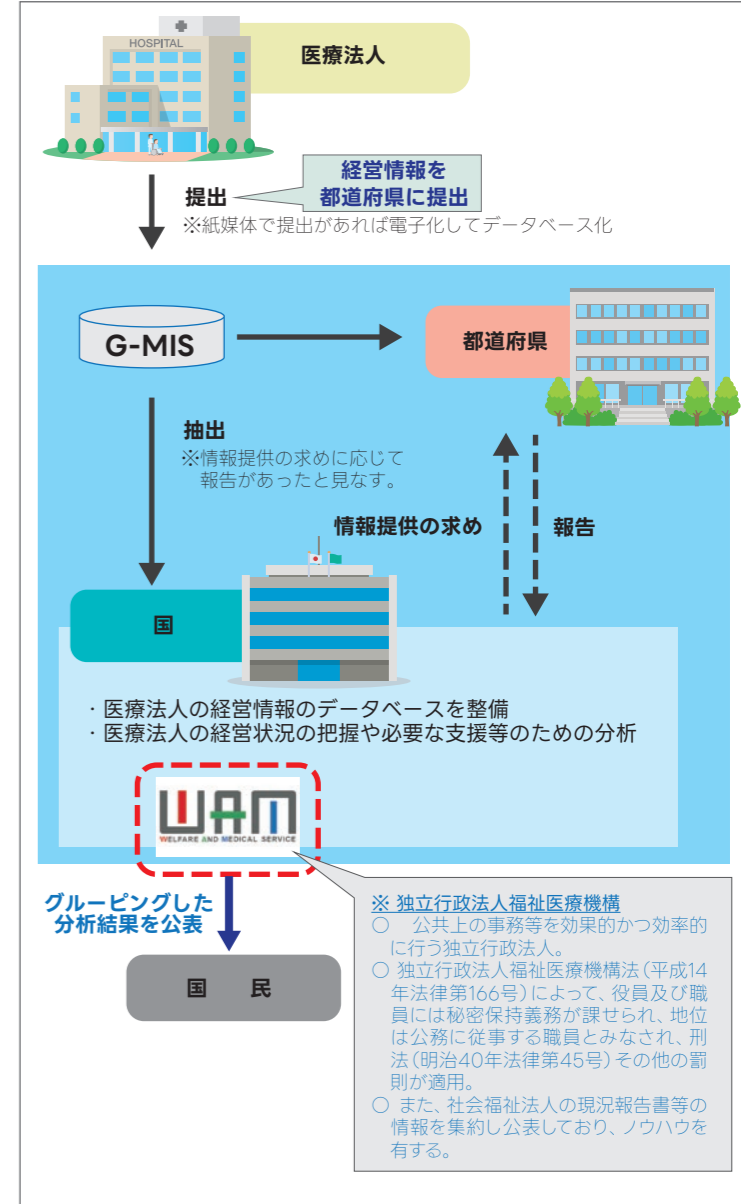 HOSPITAL
医療法人
経営情報を
都道府県に提出
提出
※紙媒体で提出があれば電子化してデータベース化
G-MIS
都道府県
抽出
※情報提供の求めに応じて
報告があったと見なす。
情報提供の求め
報告
国
・医療法人の経営情報のデータベースを整備
・医療法人の経営状況の把握や必要な支援等のための分析
WAM
WELFARE AND MEDICAL SERVICE
グルーピングした
分析結果を公表
国　民
※ 独立行政法人福祉医療機構
○　公共上の事務等を効果的かつ効率的
に行う独立行政法人。
○ 独立行政法人福祉医療機構法(平成14
年法律第166号)によって、役員及び職
員には秘密保持義務が課せられ、地位
は公務に従事する職員とみなされ、刑
法(明治40年法律第45号)その他の罰
則が適用。
○ また、社会福祉法人の現況報告書等の
情報を集約し公表しており、ノウハウを
有する。